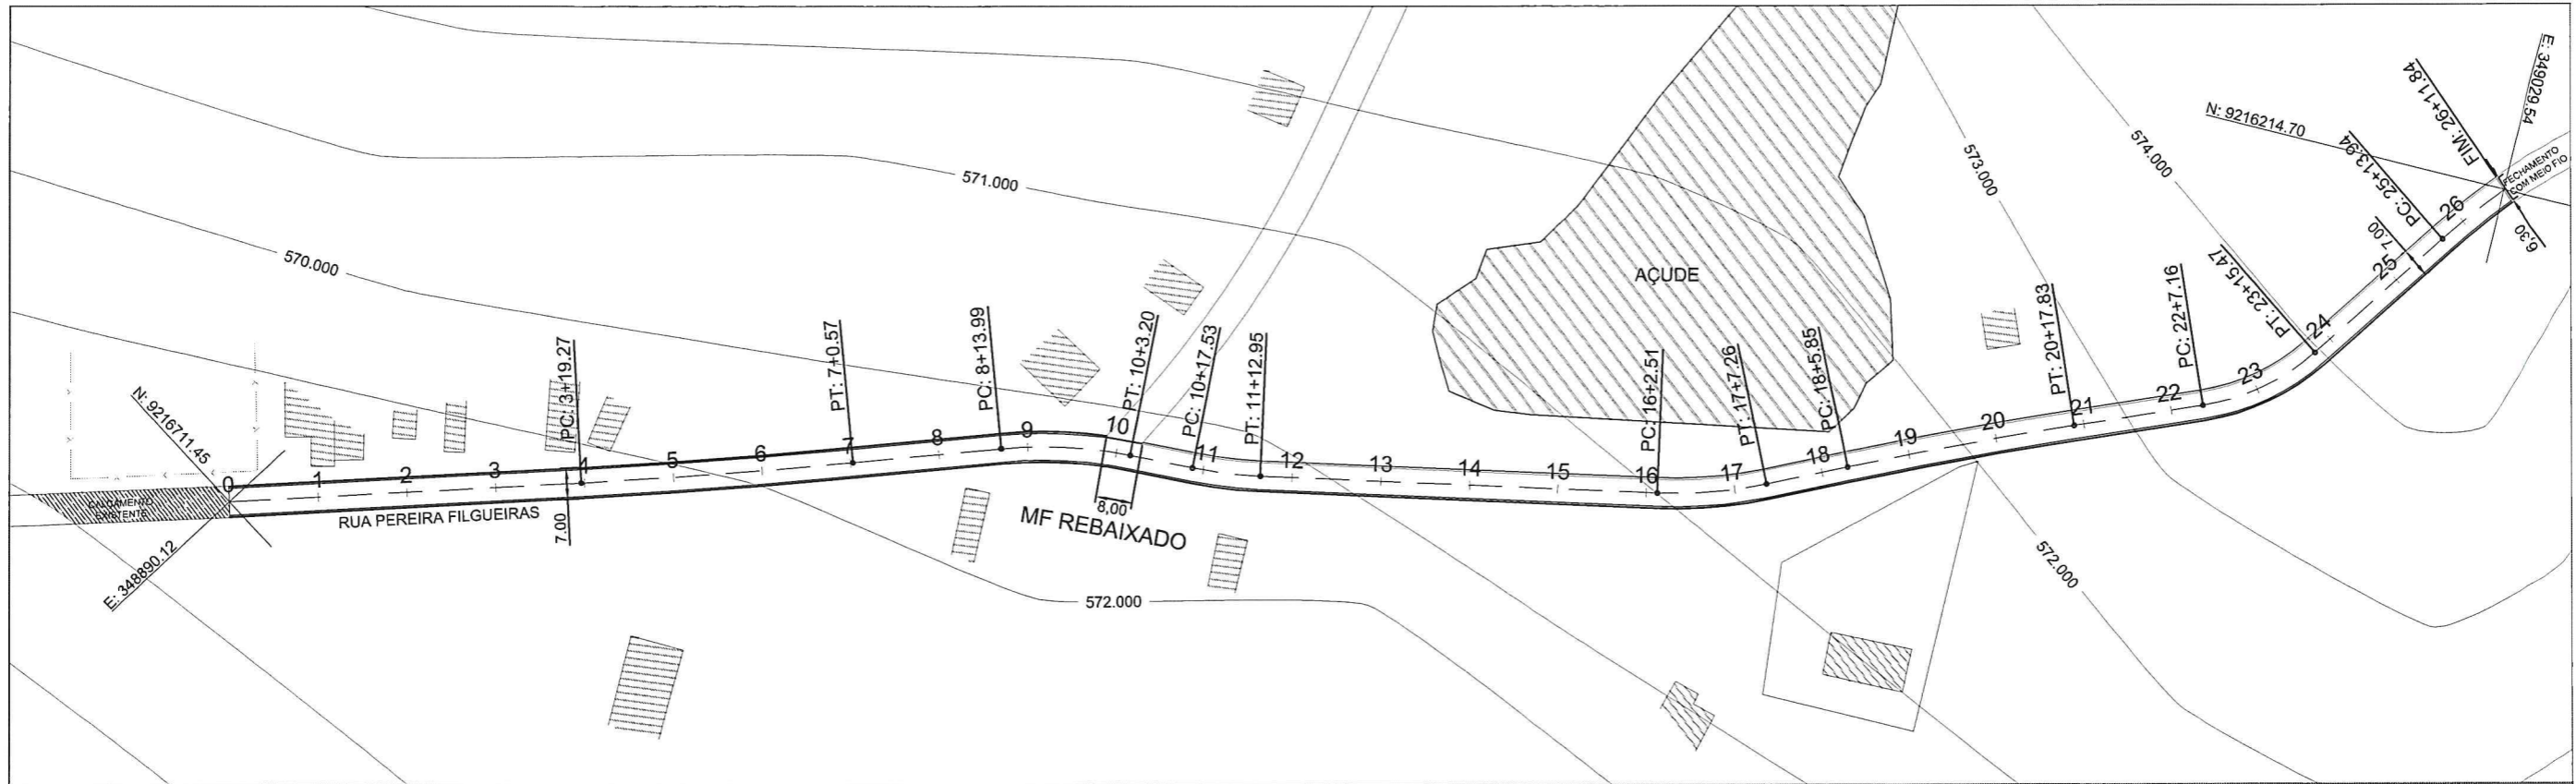 E: 349029.54
FIM: 26+11.84
N: 9216214.70
PC: 25+13.94
FECHAMENTO
COM MEIO FIO
26
7.00
6,30
25
PT: 23+15.47
24
574.000
573.000
571.000
570.000
AÇUDE
PC: 22+7.16
PT: 20+17.83
PC: 18+5.85
PT: 17+7.26
PC: 16+2.51
PT: 11+12.95
PC: 10+17.53
PT: 10+3.20
PC: 8+13.99
PT: 7+0.57
PC: 3+19.27
N: 9216711.45
0
1
2
3
4
5
6
7
8
9
10
11
12
13
14
15
16
17
18
19
20
21
22
23
CALÇAMENTO
EXISTENTE
RUA PEREIRA FILGUEIRAS
7.00
8,00
MF REBAIXADO
E: 348890.12
572.000
572.000